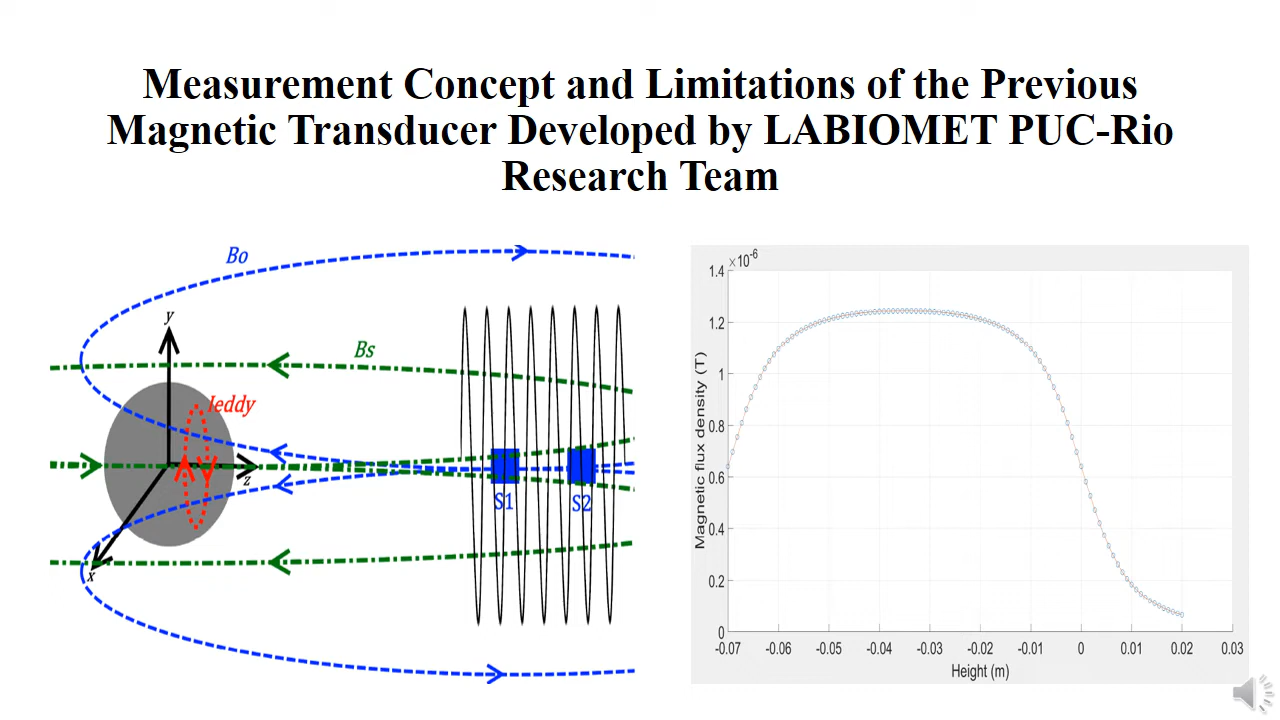 Measurement Concept and Limitations of the Previous
Magnetic Transducer Developed by LABIOMET PUC-Rio
Research Team
Bo
y
Bs
Ieddy
z
S1
S2
x
×10-6
1.4
1.2
1
0.8
0.6
0.4
0.2
0
Magnetic flux density (T)
-0.07 -0.06 -0.05 -0.04 -0.03 -0.02 -0.01 0 0.01 0.02 0.03
Height (m)